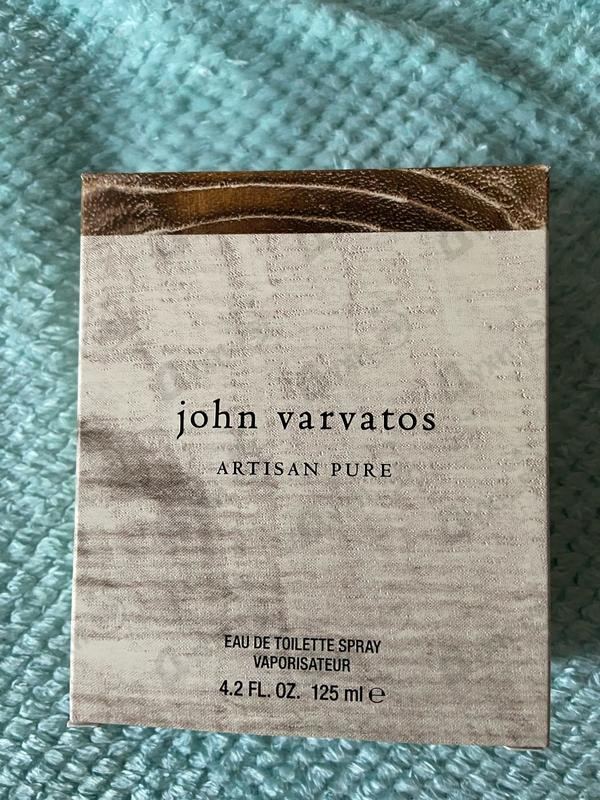 john varvatos
ARTISAN PURE
EAU DE TOILETTE SPRAY
VAPORISATEUR
4.2 FL. OZ. 125 ml ℮